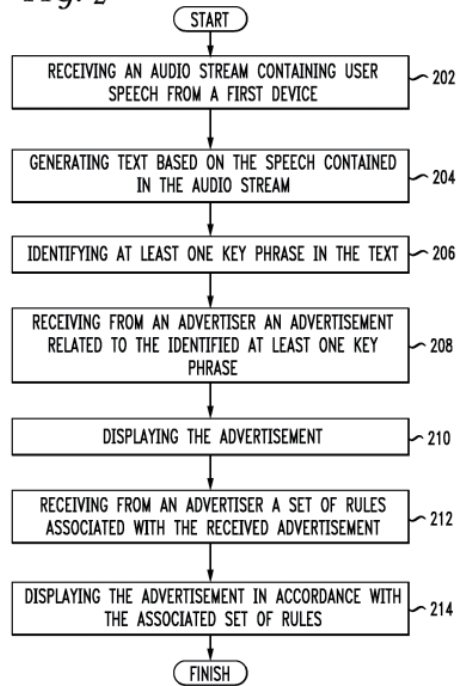 Fig. 2
START
RECEIVING AN AUDIO STREAM CONTAINING USER
SPEECH FROM A FIRST DEVICE
202
GENERATING TEXT BASED ON THE SPEECH CONTAINED
IN THE AUDIO STREAM
204
IDENTIFYING AT LEAST ONE KEY PHRASE IN THE TEXT
206
RECEIVING FROM AN ADVERTISER AN ADVERTISEMENT
RELATED TO THE IDENTIFIED AT LEAST ONE KEY
PHRASE
208
DISPLAYING THE ADVERTISEMENT
210
RECEIVING FROM AN ADVERTISER A SET OF RULES
ASSOCIATED WITH THE RECEIVED ADVERTISEMENT
212
DISPLAYING THE ADVERTISEMENT IN ACCORDANCE WITH
THE ASSOCIATED SET OF RULES
214
FINISH